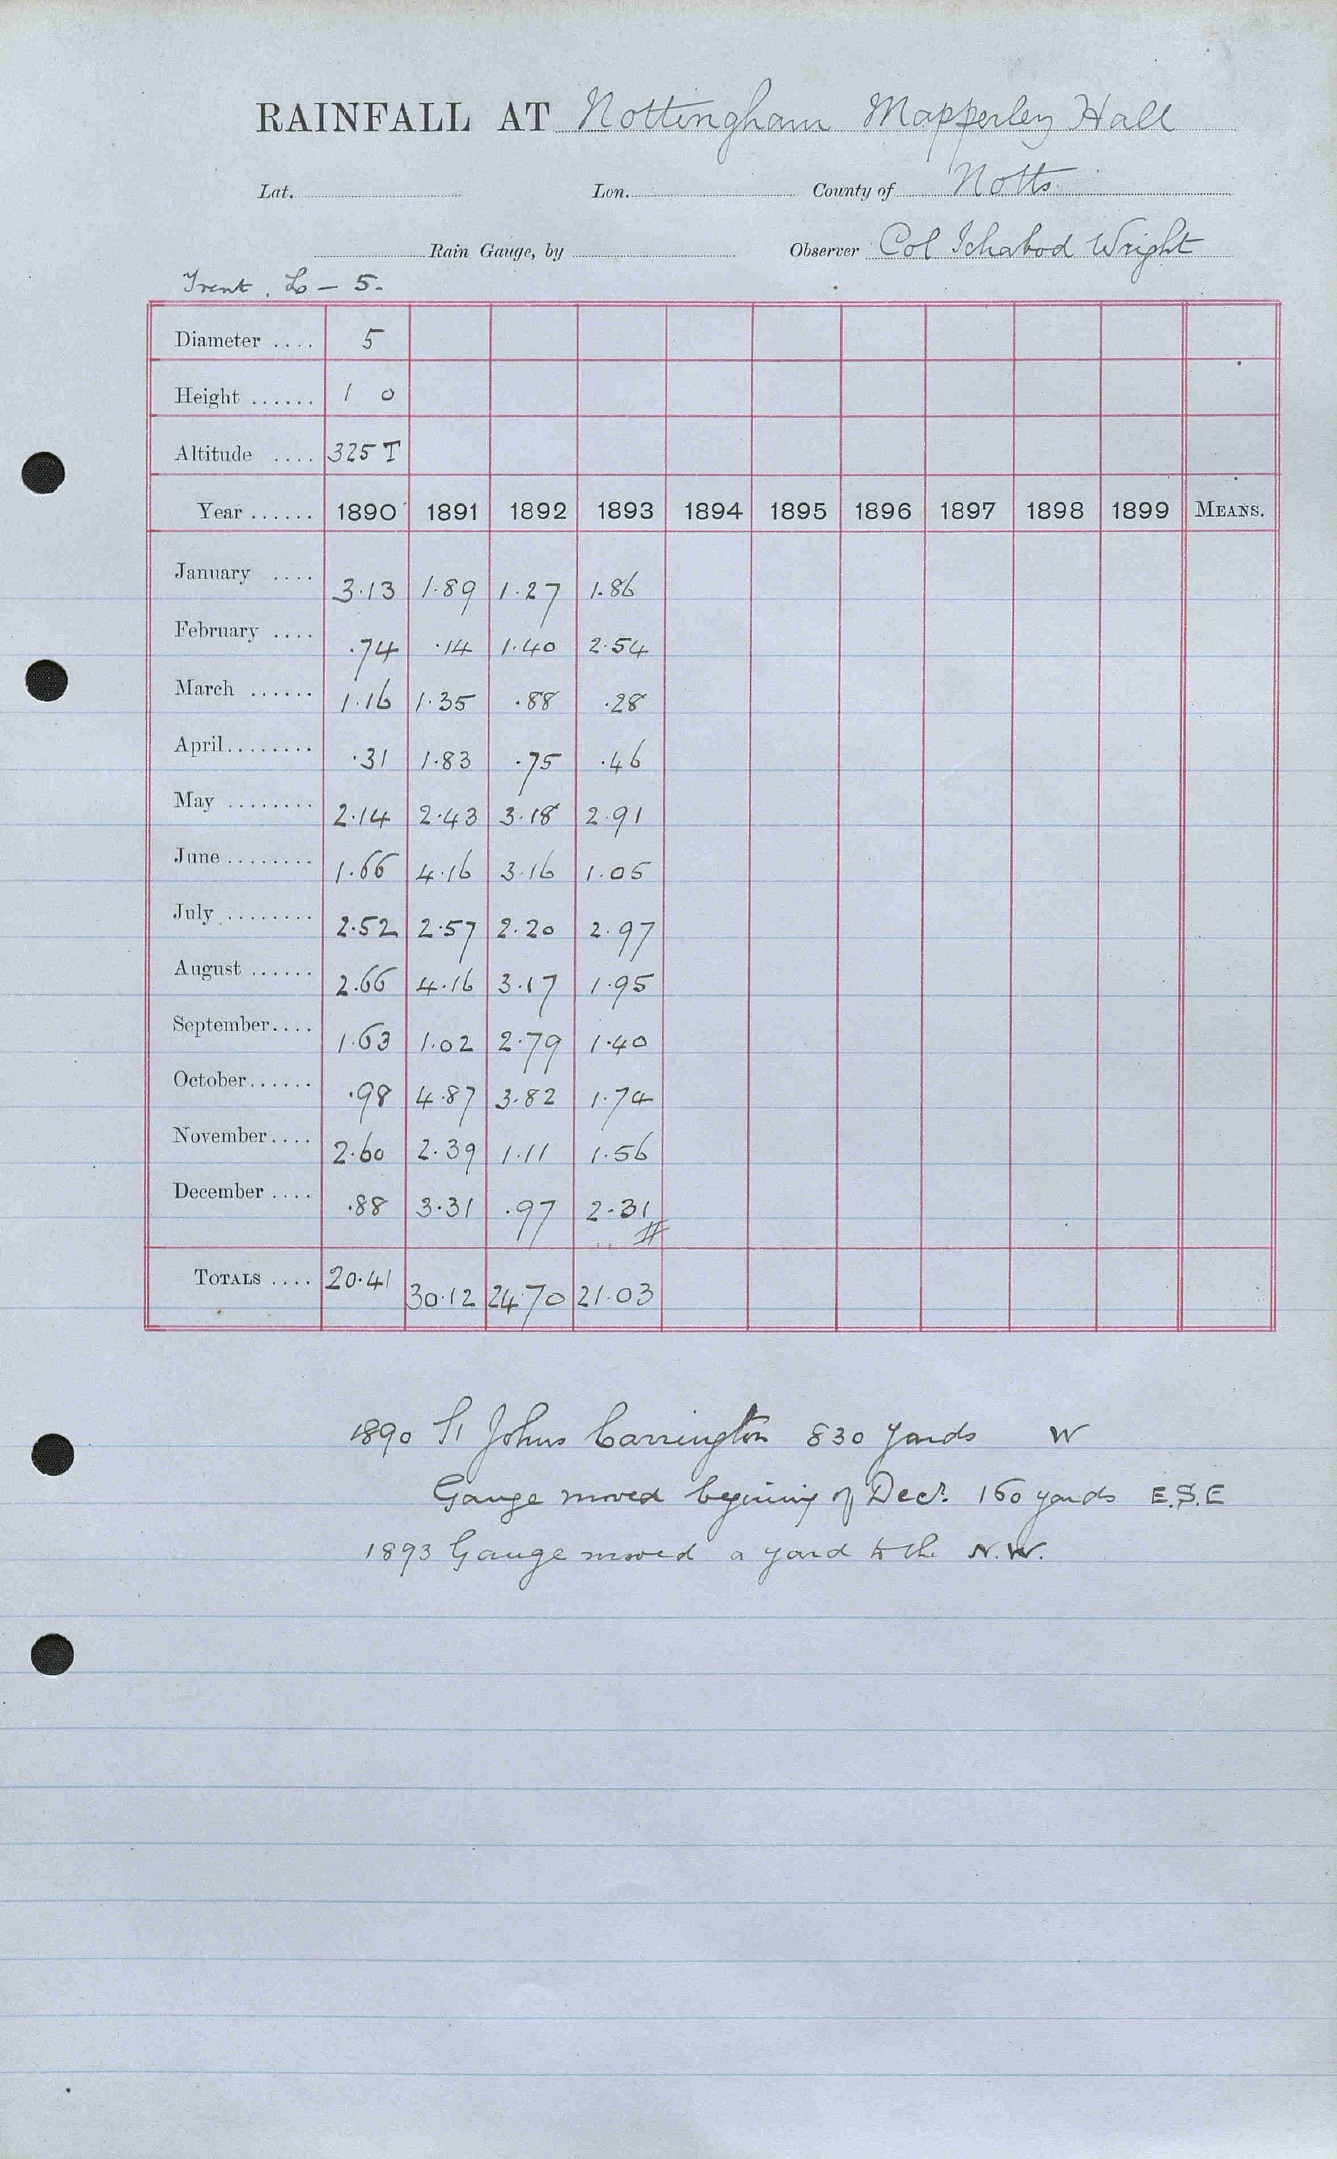 RAINFALL AT Nottingham Mapperley Hall
Lat. Lon. County of Notts
Rain Gauge, by Observer Col Ichabod Wright
Trent. L - 5.
Diameter .... 5
Height ...... 1 0
Altitude .... 325 T
Year ...... 1890 1891 1892 1893 1894 1895 1896 1897 1898 1899 MEANS.
January .... 3.13 1.89 1.27 1.86
February .... .74 .14 1.40 2.54
March ...... 1.16 1.35 .88 .28
April ........ .31 1.83 .75 .46
May ........ 2.14 2.43 3.18 2.91
June ........ 1.66 4.16 3.16 1.05
July ........ 2.52 2.57 2.20 2.97
August ...... 2.66 4.16 3.17 1.95
September.... 1.63 1.02 2.79 1.40
October...... .98 4.87 3.82 1.74
November.... 2.60 2.39 1.11 1.56
December .... .88 3.31 .97 2.31
TOTALS .... 20.41 30.12 24.70 21.03
1890 St Johns Carrington 830 Yards W
Gauge moved begining of Decr. 160 yards E.S.E
1893 Gauge moved a yard to the N.W.